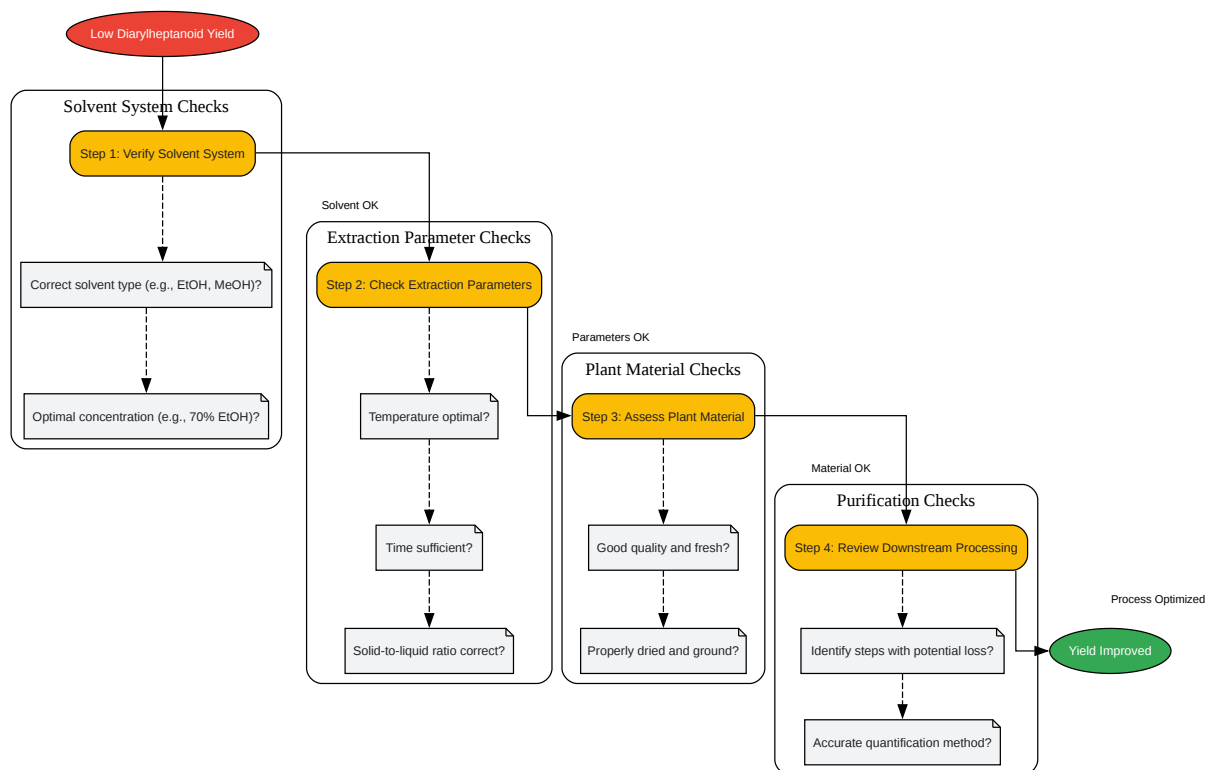 Low Diarylheptanoid Yield
Solvent System Checks
Step 1: Verify Solvent System
Correct solvent type (e.g., EtOH, MeOH)?
Optimal concentration (e.g., 70% EtOH)?
Solvent OK
Extraction Parameter Checks
Step 2: Check Extraction Parameters
Temperature optimal?
Time sufficient?
Solid-to-liquid ratio correct?
Parameters OK
Plant Material Checks
Step 3: Assess Plant Material
Good quality and fresh?
Properly dried and ground?
Material OK
Purification Checks
Step 4: Review Downstream Processing
Identify steps with potential loss?
Accurate quantification method?
Process Optimized
Yield Improved